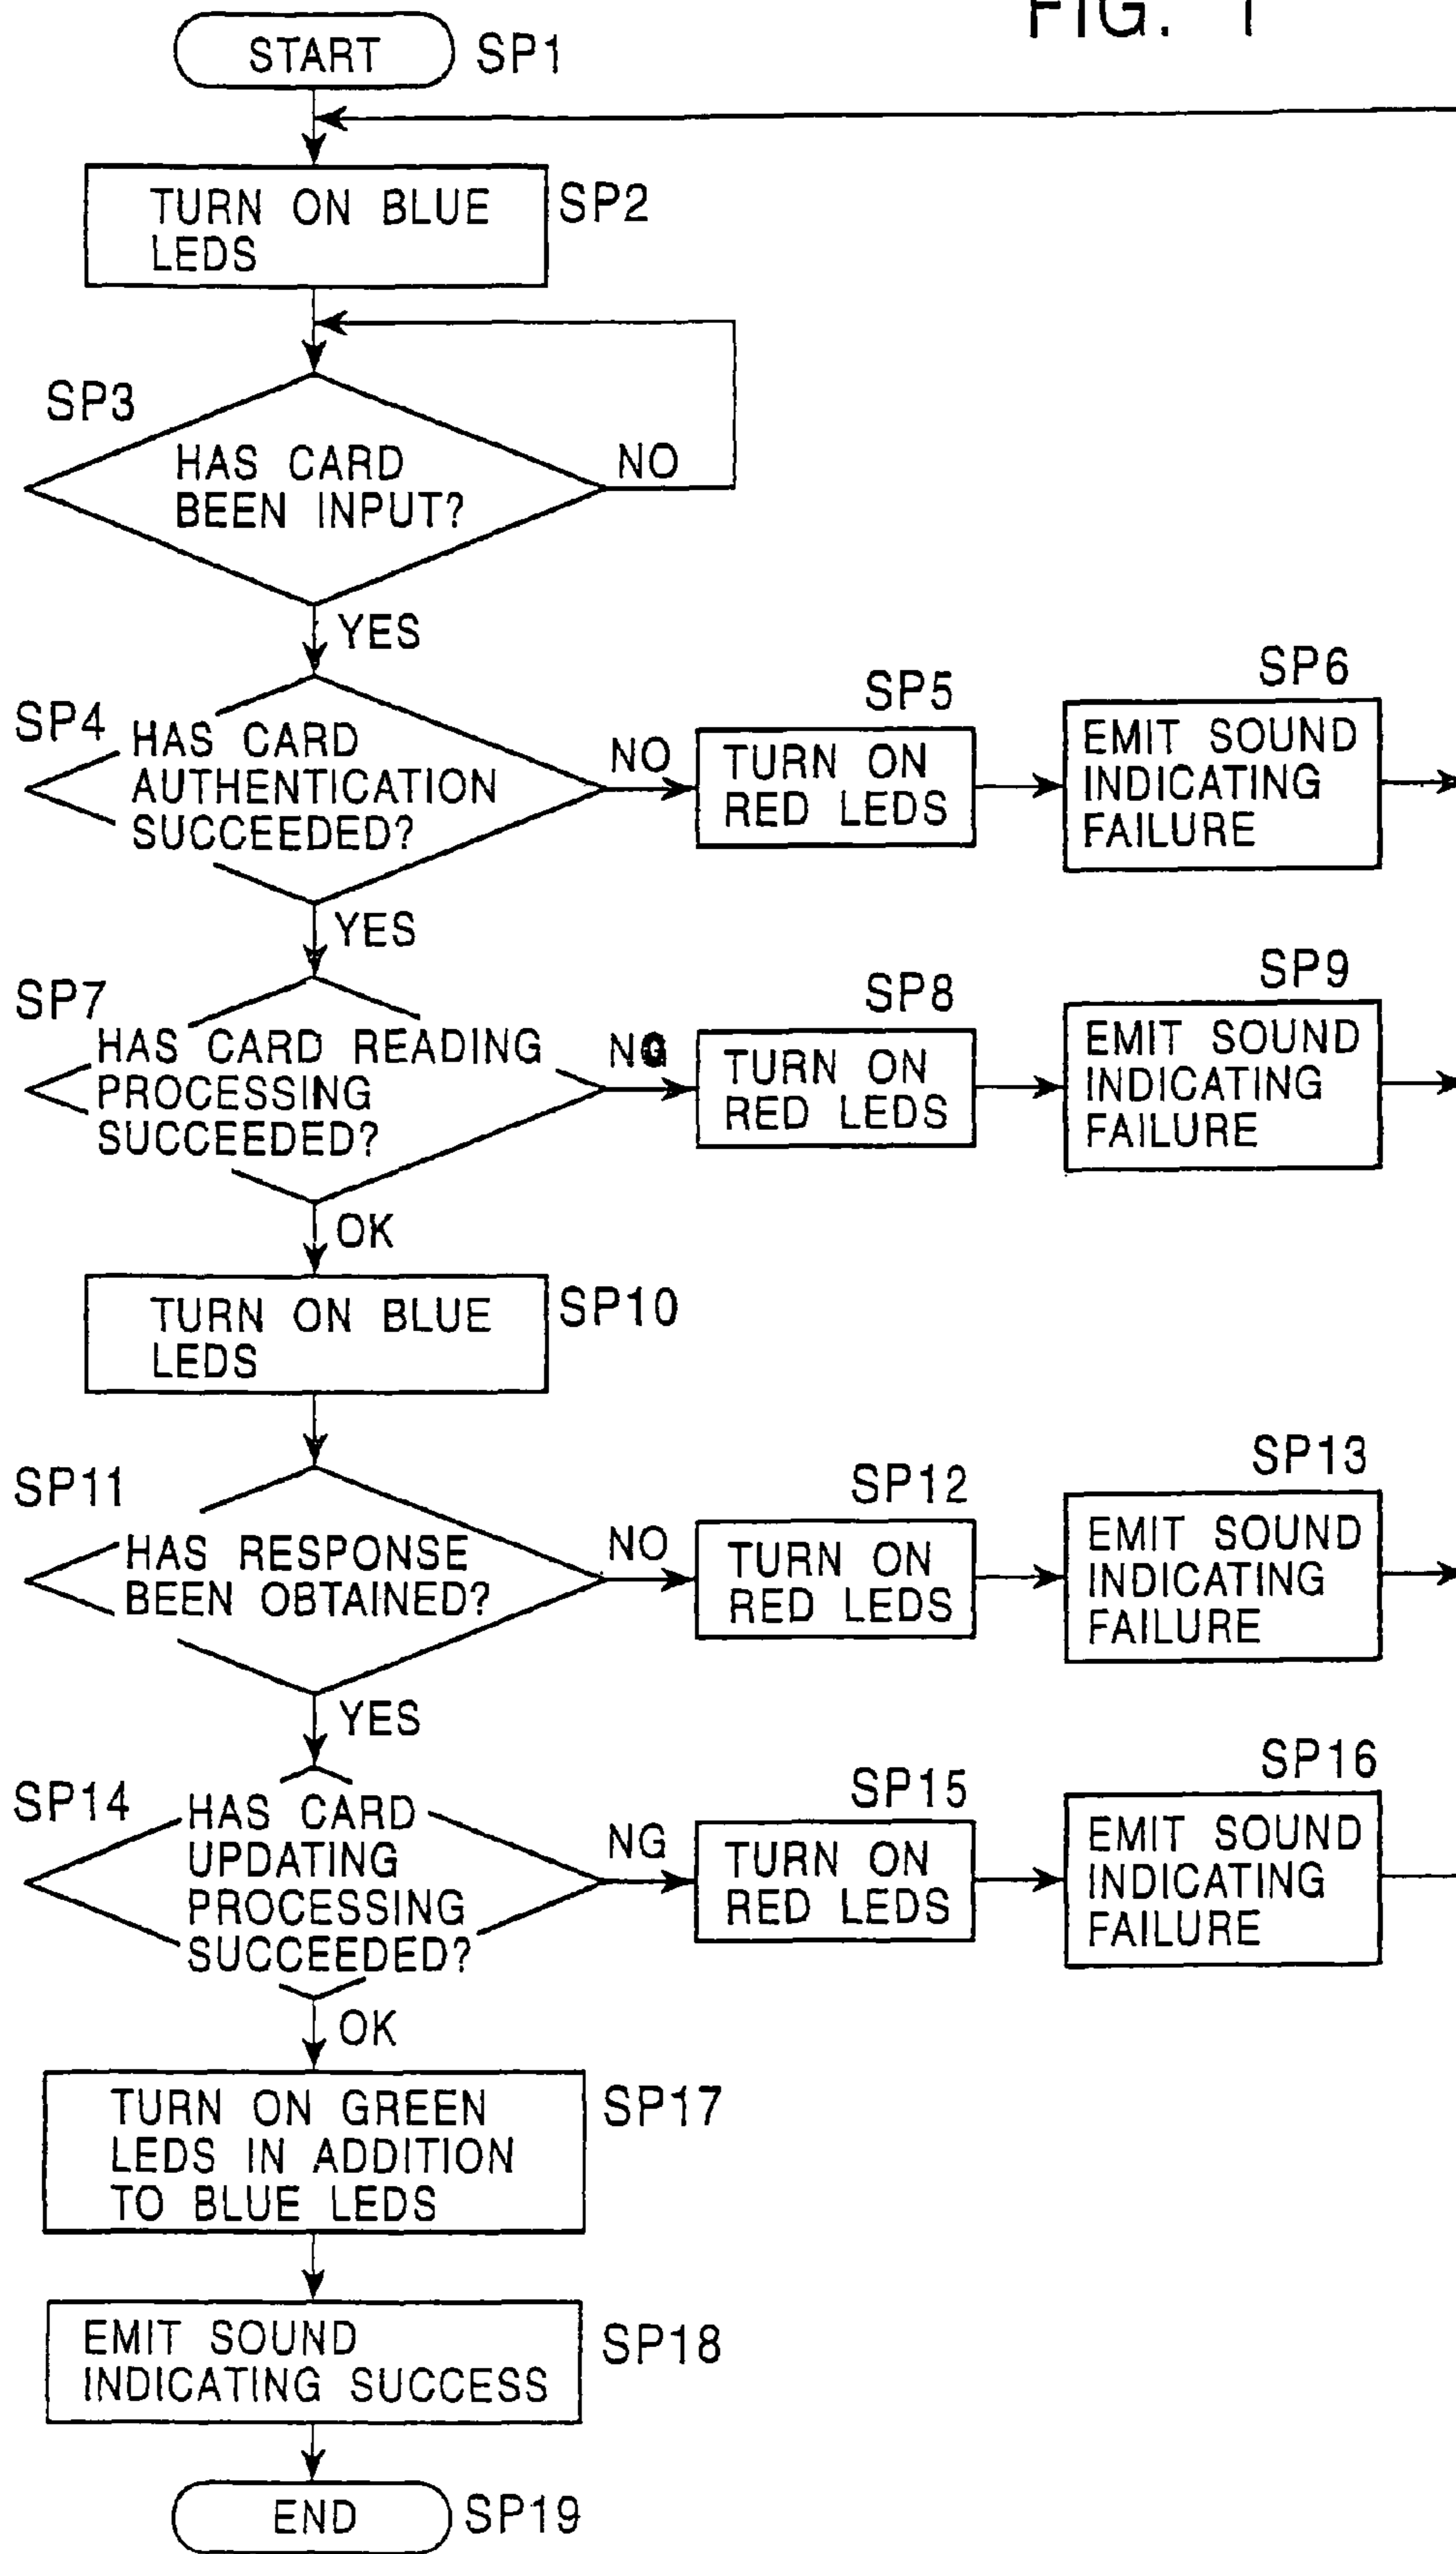 FIG. 1
START SP1
TURN ON BLUE SP2
LEDS
SP3
HAS CARD
BEEN INPUT?
NO
YES
SP4
HAS CARD
AUTHENTICATION
SUCCEEDED?
NO
SP5
TURN ON
RED LEDS
SP6
EMIT SOUND
INDICATING
FAILURE
YES
SP7
HAS CARD READING
PROCESSING
SUCCEEDED?
SP8
TURN ON
RED LEDS
SP9
EMIT SOUND
INDICATING
FAILURE
OK
TURN ON BLUE SP10
LEDS
SP11
HAS RESPONSE
BEEN OBTAINED?
NO
SP12
TURN ON
RED LEDS
SP13
EMIT SOUND
INDICATING
FAILURE
YES
SP14
HAS CARD
UPDATING
PROCESSING
SUCCEEDED?
NG
SP15
TURN ON
RED LEDS
SP16
EMIT SOUND
INDICATING
FAILURE
OK
TURN ON GREEN SP17
LEDS IN ADDITION
TO BLUE LEDS
EMIT SOUND SP18
INDICATING SUCCESS
END SP19